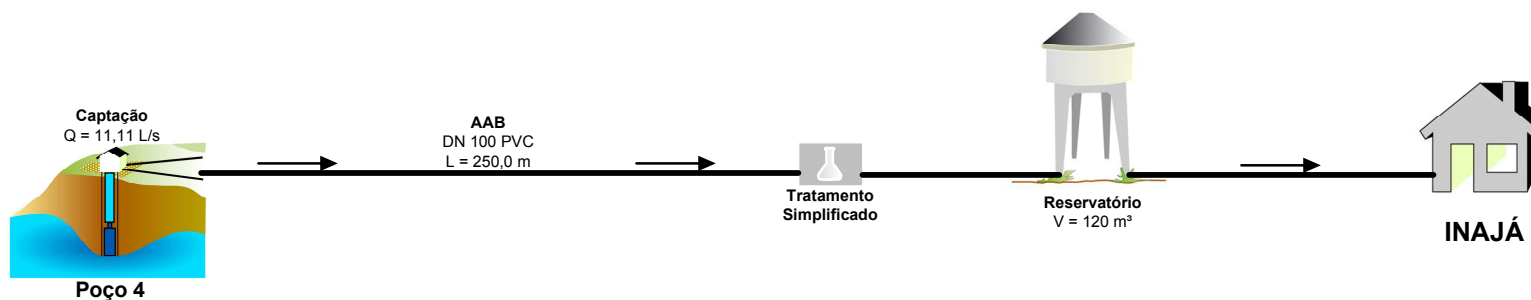 Captação
Q = 11,11 L/s
Poço 4
AAB
DN 100 PVC
L = 250,0 m
Tratamento
Simplificado
Reservatório
V = 120 m³
INAJÁ